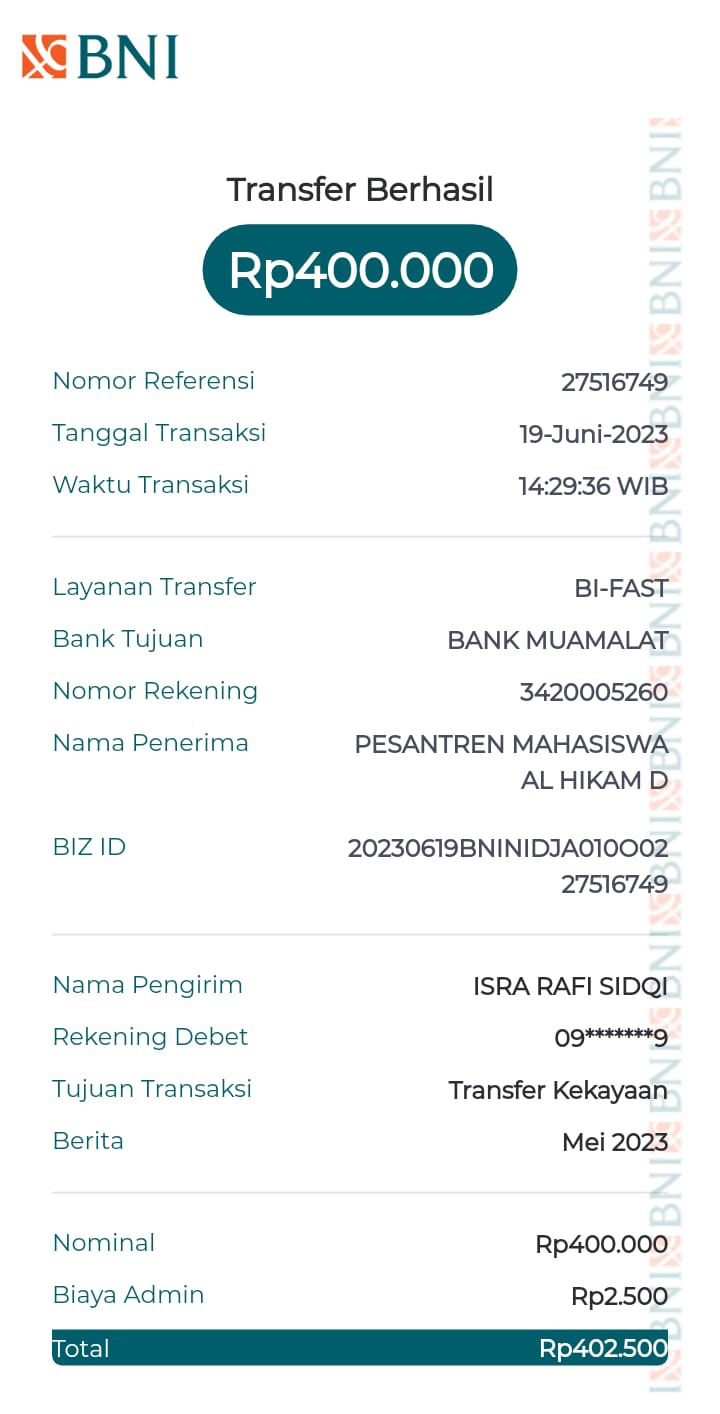 BNI
Transfer Berhasil
Rp400.000
Nomor Referensi 27516749
Tanggal Transaksi 19-Juni-2023
Waktu Transaksi 14:29:36 WIB
Layanan Transfer BI-FAST
Bank Tujuan BANK MUAMALAT
Nomor Rekening 3420005260
Nama Penerima PESANTREN MAHASISWA
AL HIKAM D
BIZ ID 20230619BNINIDJA010O02
27516749
Nama Pengirim ISRA RAFI SIDQI
Rekening Debet 09*******9
Tujuan Transaksi Transfer Kekayaan
Berita Mei 2023
Nominal Rp400.000
Biaya Admin Rp2.500
Total Rp402.500
BNI BNI BNI BNI BNI BNI BNI BNI BNI BNI BNI